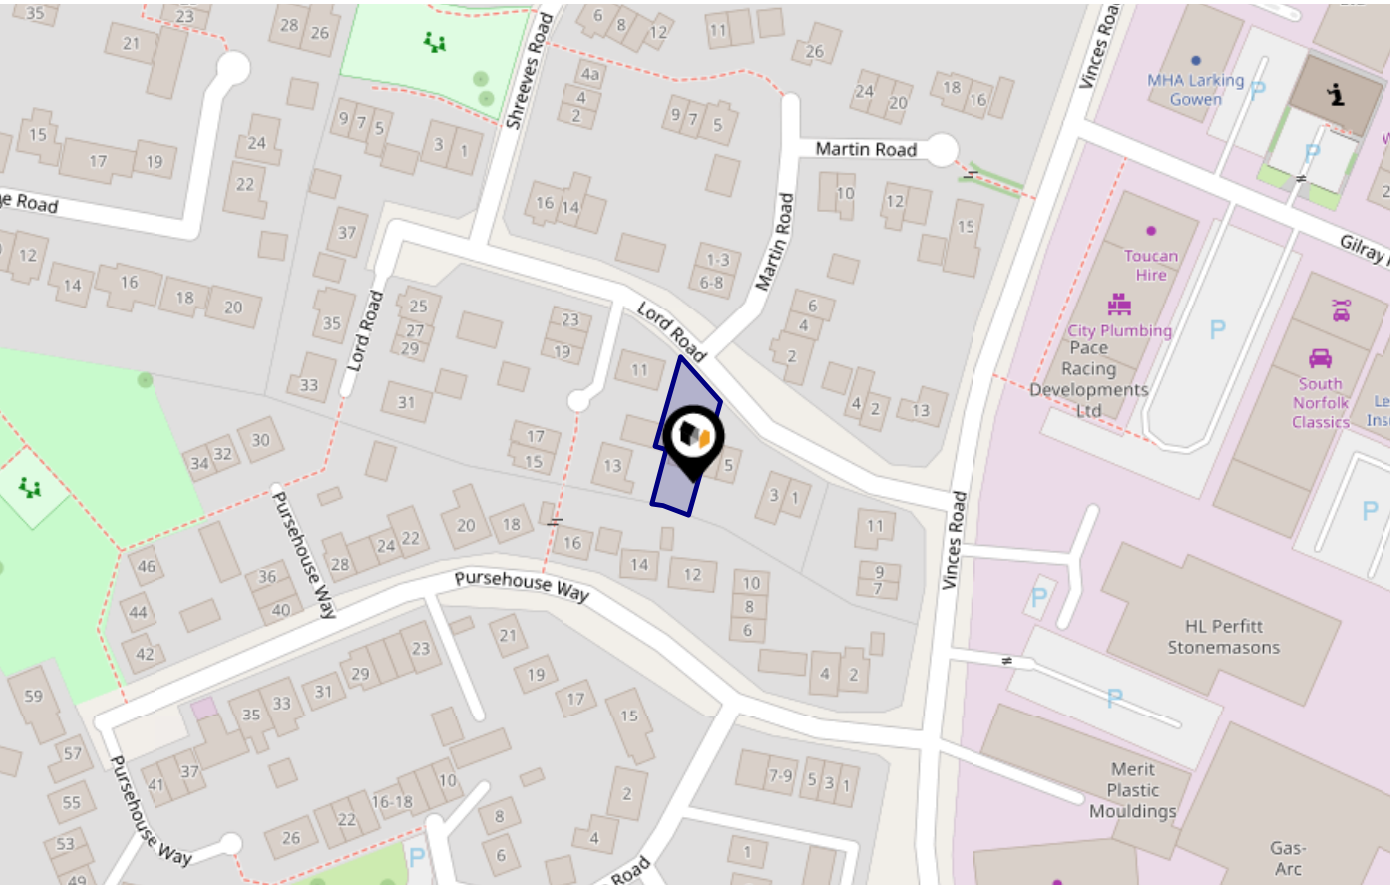 35
23
28
26
21
6
8
12
11
26
Vinces Road
MHA Larking
Gowen
P
4a
4
2
Shreeves Road
9
7
5
24
20
18
16
15
17
19
24
22
9
7
5
3
1
Martin Road
P
10
12
15
Martin Road
16
14
37
1-3
6-8
Toucan
Hire
Gilray
12
14
16
18
20
35
Lord Road
25
27
29
23
19
Lord Road
6
4
2
City Plumbing
Pace
Racing
Developments
Ltd
P
South
Norfolk
Classics
33
31
11
4
2
13
34
32
30
17
15
13
5
3
1
Vinces Road
P
11
9
7
Pursehouse Way
28
24
22
20
18
16
14
12
10
8
6
46
44
42
36
40
Pursehouse Way
P
HL Perfitt
Stonemasons
P
23
29
31
33
35
21
19
17
15
4
2
59
57
55
53
49
41
37
Pursehouse Way
26
22
16-18
10
8
6
2
4
7-9
5
3
1
1
P
Road
Merit
Plastic
Mouldings
Gas-
Arc